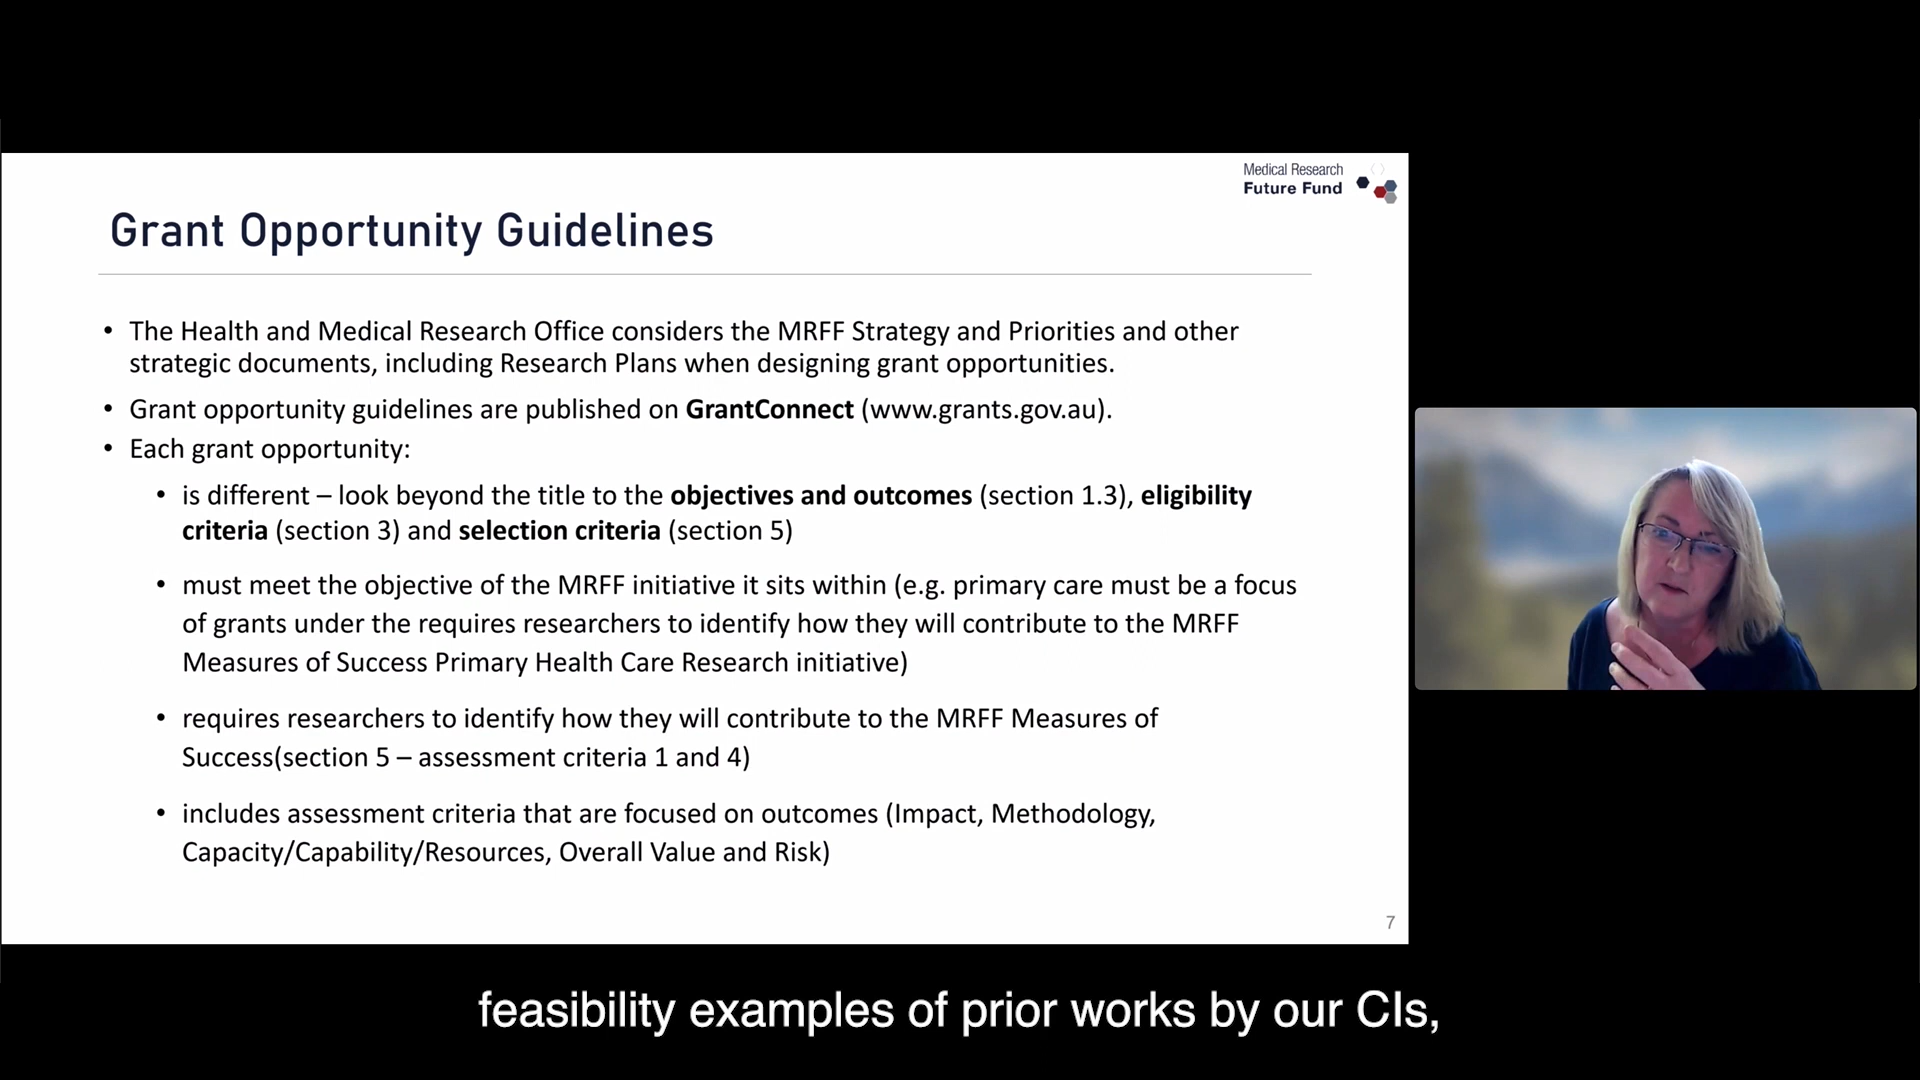 Medical Research
Future Fund
Grant Opportunity Guidelines
• The Health and Medical Research Office considers the MRFF Strategy and Priorities and other
strategic documents, including Research Plans when designing grant opportunities.
• Grant opportunity guidelines are published on GrantConnect (www.grants.gov.au).
• Each grant opportunity:
• is different – look beyond the title to the objectives and outcomes (section 1.3), eligibility
criteria (section 3) and selection criteria (section 5)
• must meet the objective of the MRFF initiative it sits within (e.g. primary care must be a focus
of grants under the requires researchers to identify how they will contribute to the MRFF
Measures of Success Primary Health Care Research initiative)
• requires researchers to identify how they will contribute to the MRFF Measures of
Success(section 5 – assessment criteria 1 and 4)
• includes assessment criteria that are focused on outcomes (Impact, Methodology,
Capacity/Capability/Resources, Overall Value and Risk)
7
feasibility examples of prior works by our CIs,